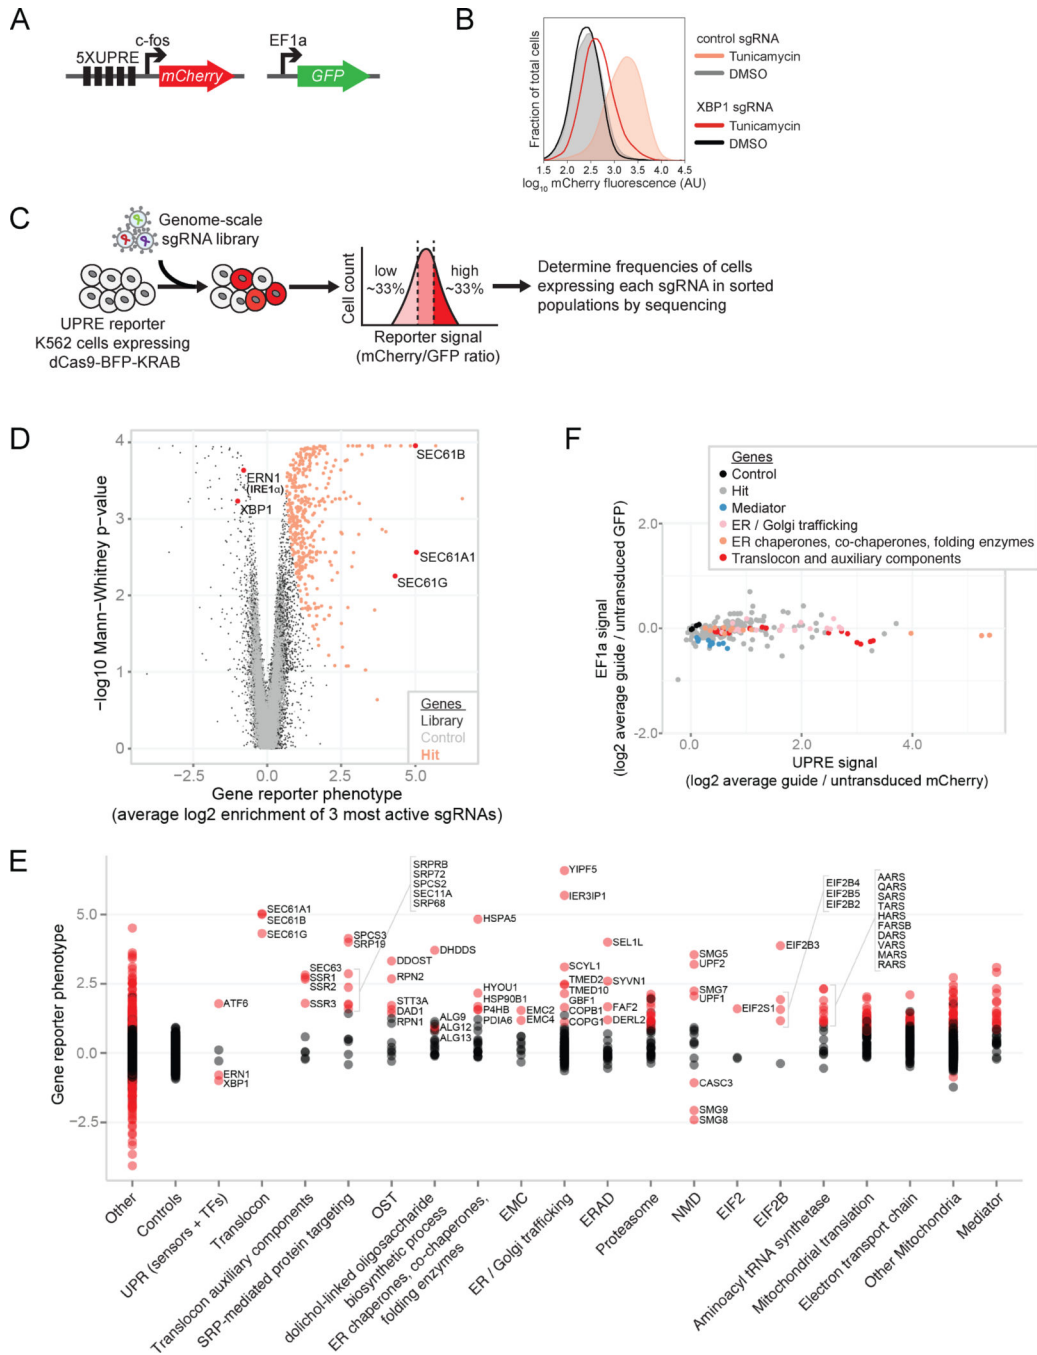 A
5XUPRE
c-fos
mCherry
EF1a
GFP
B
Fraction of total cells
1.5 2.0 2.5 3.0 3.5 4.0 4.5
log10 mCherry fluorescence (AU)
control sgRNA
Tunicamycin
DMSO
XBP1 sgRNA
Tunicamycin
DMSO
C
Genome-scale
sgRNA library
UPRE reporter
K562 cells expressing
dCas9-BFP-KRAB
Cell count
low
~33%
high
~33%
Reporter signal
(mCherry/GFP ratio)
Determine frequencies of cells
expressing each sgRNA in sorted
populations by sequencing
D
−log10 Mann−Whitney p−value
4
3
2
1
0
SEC61B
ERN1
(IRE1α)
XBP1
SEC61A1
SEC61G
Genes
Library
Control
Hit
−2.5 0.0 2.5 5.0
Gene reporter phenotype
(average log2 enrichment of 3 most active sgRNAs)
F
Genes
Control
Hit
Mediator
ER / Golgi trafficking
ER chaperones, co-chaperones, folding enzymes
Translocon and auxiliary components
EF1a signal
(log2 average guide / untransduced GFP)
2.0
0.0
-2.0
0.0 2.0 4.0
UPRE signal
(log2 average guide / untransduced mCherry)
E
Gene reporter phenotype
5.0
2.5
0.0
−2.5
ATF6
ERN1
XBP1
SEC61A1
SEC61B
SEC61G
SEC63
SSR1
SSR2
SSR3
SRPRB
SRP72
SPCS2
SEC11A
SRP68
SPCS3
SRP19
DDOST
RPN2
STT3A
DAD1
RPN1
DHDDS
ALG9
ALG12
ALG13
HSPA5
HYOU1
HSP90B1
P4HB
PDIA6
EMC2
EMC4
YIPF5
IER3IP1
SCYL1
TMED2
TMED10
GBF1
COPB1
COPG1
SEL1L
SYVN1
FAF2
DERL2
SMG5
UPF2
SMG7
UPF1
CASC3
SMG9
SMG8
EIF2S1
EIF2B4
EIF2B5
EIF2B2
EIF2B3
AARS
QARS
SARS
TARS
HARS
FARSB
DARS
VARS
MARS
RARS
Other
Controls
UPR (sensors + TFs)
Translocon
Translocon auxiliary components
SRP-mediated protein targeting
OST
dolichol-linked oligosaccharide
biosynthetic process
ER chaperones, co-chaperones,
folding enzymes
EMC
ER / Golgi trafficking
ERAD
Proteasome
NMD
EIF2
EIF2B
Aminoacyl tRNA synthetase
Mitochondrial translation
Electron transport chain
Other Mitochondria
Mediator